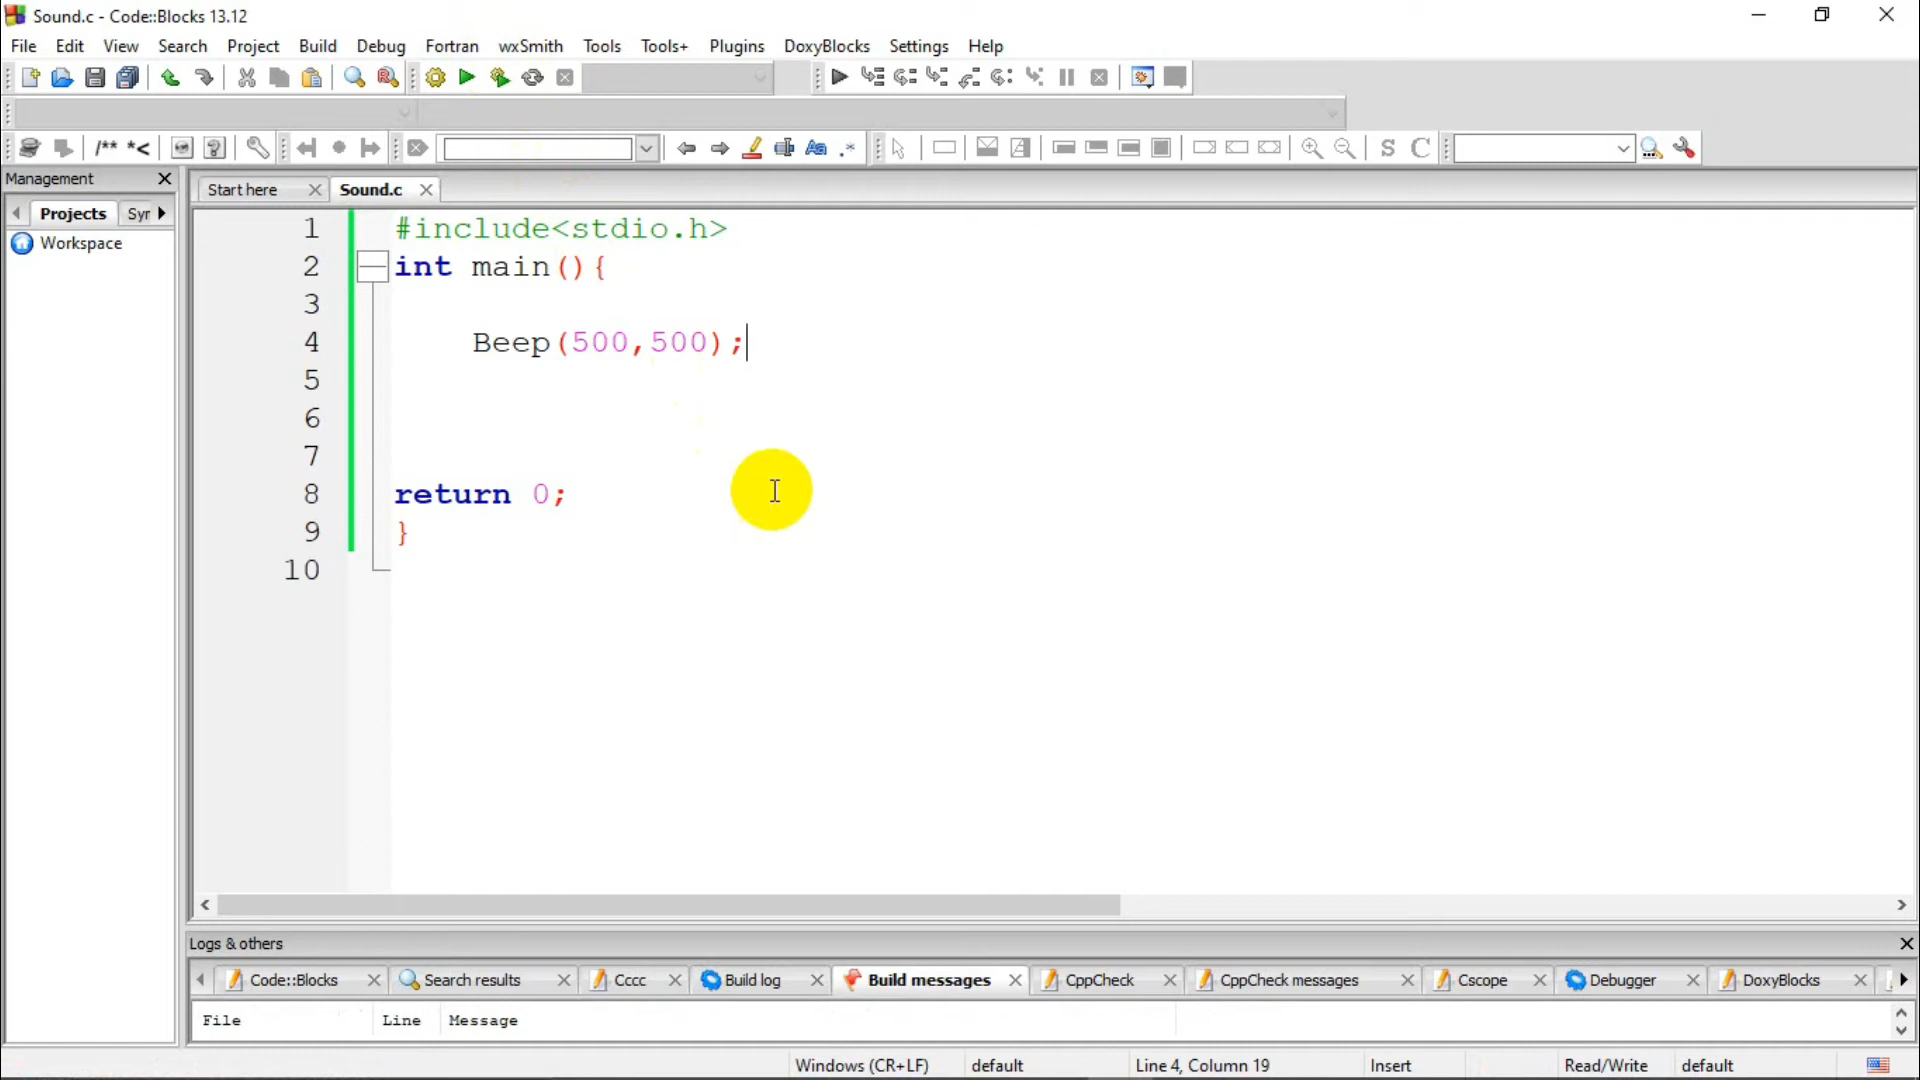 Sound.c - Code::Blocks 13.12
File Edit View Search Project Build Debug Fortran wxSmith Tools Tools+ Plugins DoxyBlocks Settings Help
/** *<
Aa .* S C
Management
Start here Sound.c
Projects Syr
Workspace
1 #include<stdio.h>
2 int main(){
3
4 Beep(500,500);
5
6
7
8 return 0;
9 }
10
Logs & others
Code::Blocks Search results Cccc Build log Build messages CppCheck CppCheck messages Cscope Debugger DoxyBlocks
File Line Message
Windows (CR+LF) default Line 4, Column 19 Insert Read/Write default